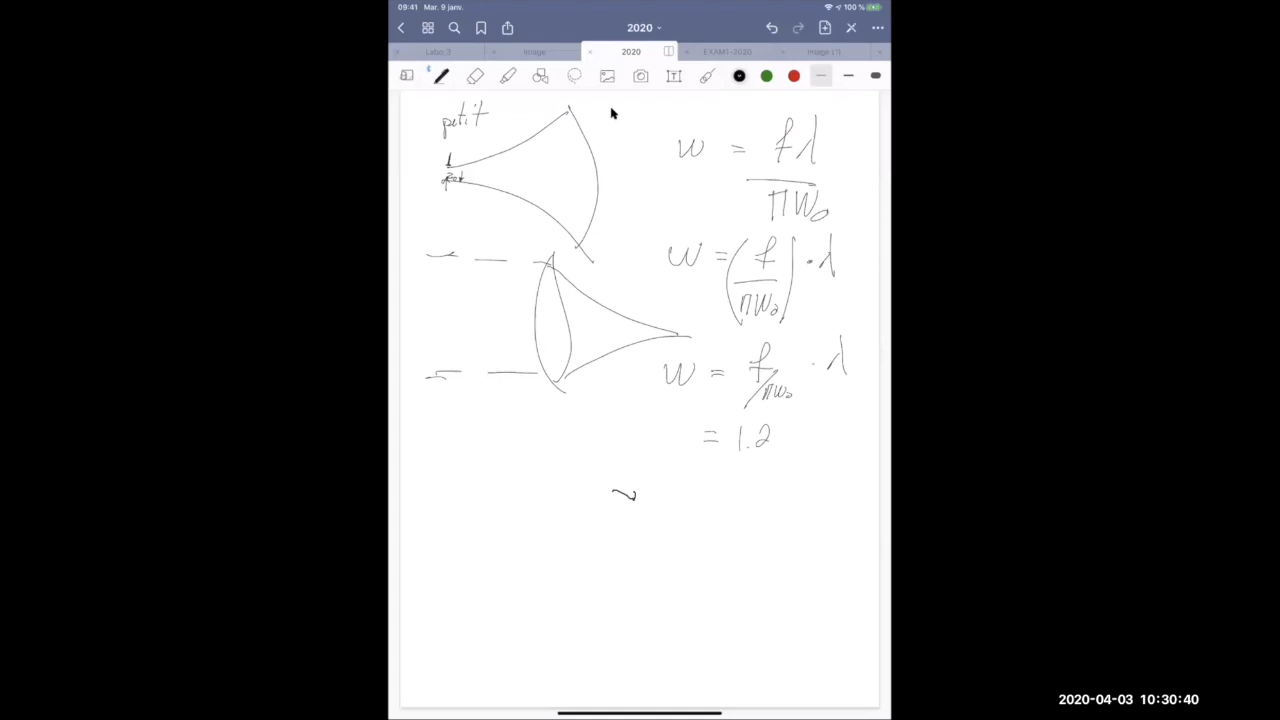 09:41 Mar. 9 janv.
100 %
2020
Labo 3
Image
2020
EXAM1-2020
Image (1)
petit
w = fλ / πw₀
w = (f / πw₀) · λ
w = f/πw₀ · λ
= 1.2
~
2020-04-03 10:30:40